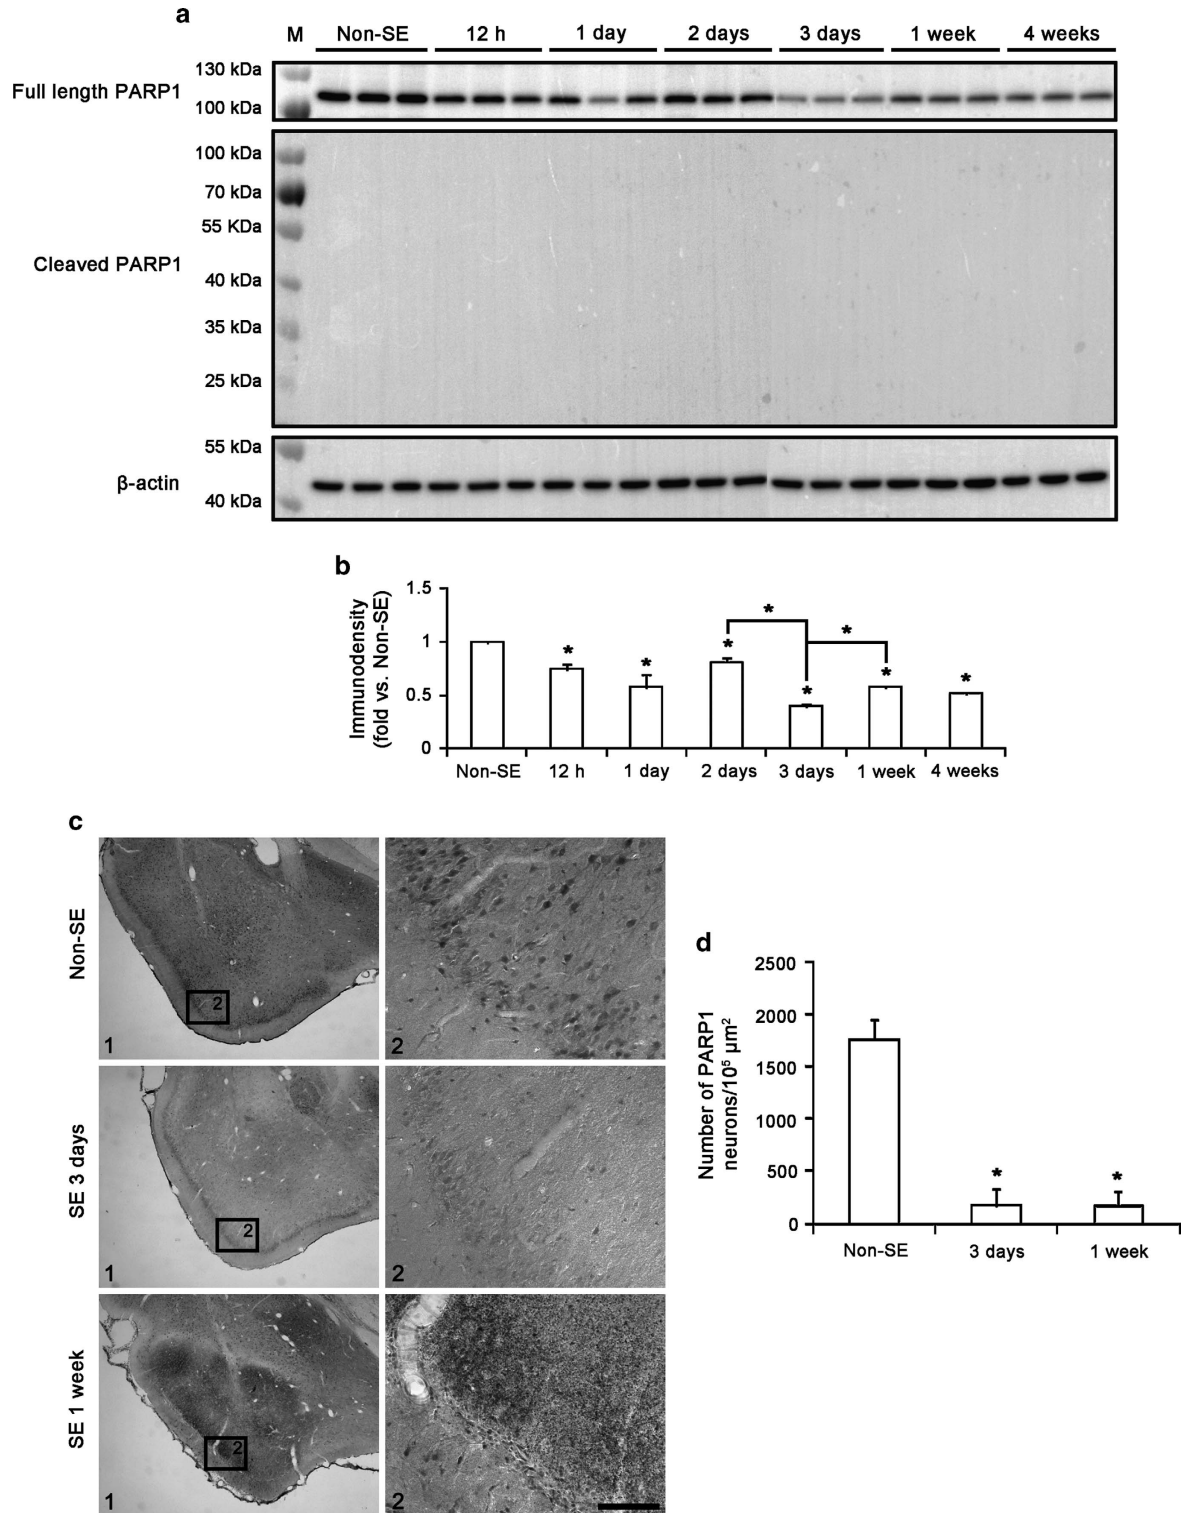 a
M Non-SE 12 h 1 day 2 days 3 days 1 week 4 weeks
Full length PARP1
130 kDa
100 kDa
Cleaved PARP1
100 kDa
70 kDa
55 KDa
40 kDa
35 kDa
25 kDa
β-actin
55 kDa
40 kDa
b
Immunodensity
(fold vs. Non-SE)
1.5
1
0.5
0
* * * * * * * *
Non-SE 12 h 1 day 2 days 3 days 1 week 4 weeks
c
Non-SE
2
1
2
SE 3 days
2
1
2
SE 1 week
2
1
2
d
Number of PARP1
neurons/10⁵ µm²
2500
2000
1500
1000
500
0
* *
Non-SE 3 days 1 week